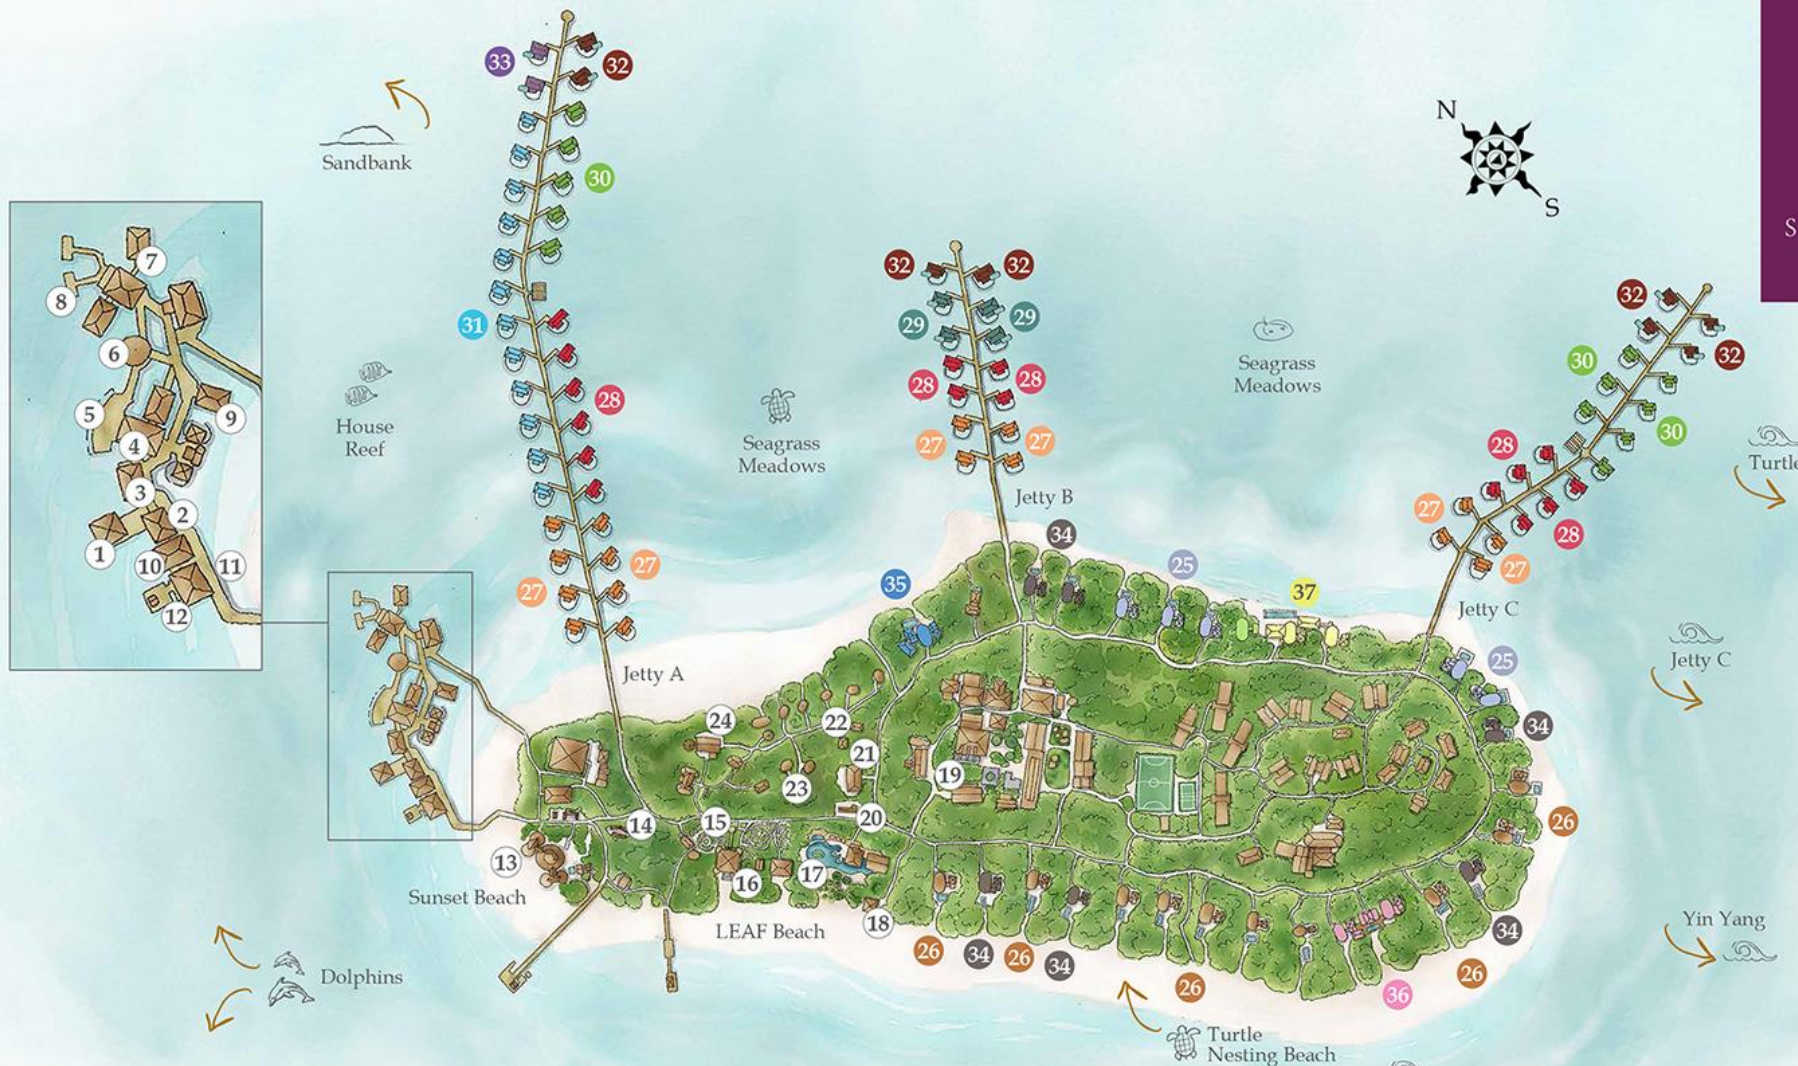 33
32
N
S
S
Sandbank
30
7
8
6
5
9
4
3
2
1
10
11
12
32
32
29
29
28
28
27
27
31
28
House
Reef
Seagrass
Meadows
Seagrass
Meadows
32
32
30
30
28
28
27
27
Turtle
Jetty B
Jetty C
Jetty C
27
27
Jetty A
34
35
25
37
25
34
24
22
21
23
19
20
14
15
13
16
17
18
26
Sunset Beach
LEAF Beach
26
34
26
34
26
36
26
34
Yin Yang
Dolphins
Turtle
Nesting Beach